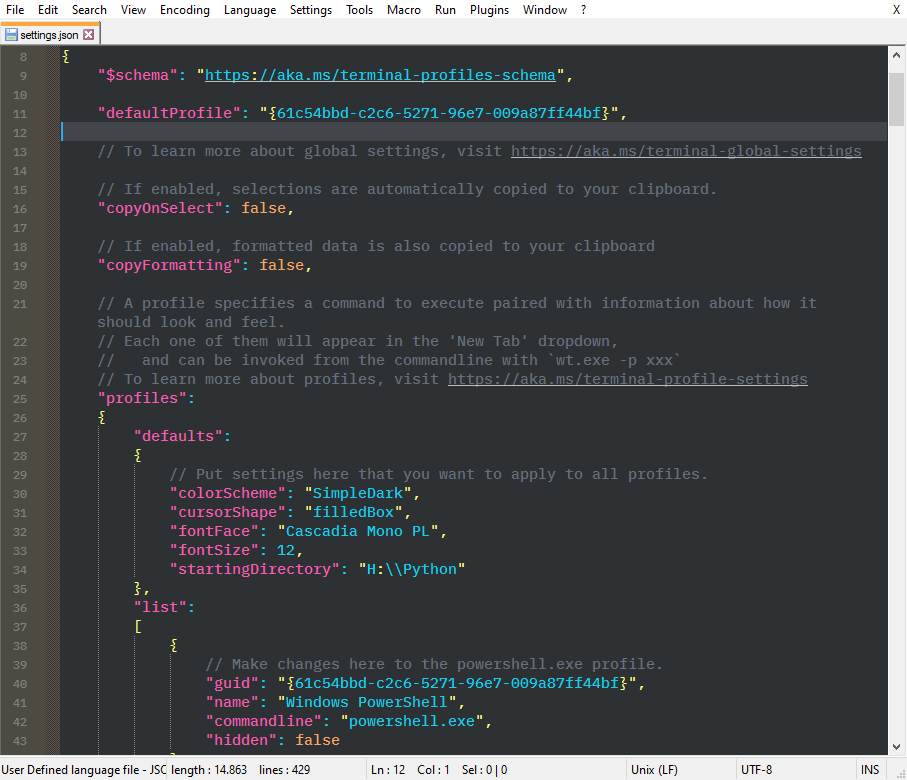 File Edit Search View Encoding Language Settings Tools Macro Run Plugins Window ? X
settings.json
8 {
9 "$schema": "https://aka.ms/terminal-profiles-schema",
10
11 "defaultProfile": "{61c54bbd-c2c6-5271-96e7-009a87ff44bf}",
12
13 // To learn more about global settings, visit https://aka.ms/terminal-global-settings
14
15 // If enabled, selections are automatically copied to your clipboard.
16 "copyOnSelect": false,
17
18 // If enabled, formatted data is also copied to your clipboard
19 "copyFormatting": false,
20
21 // A profile specifies a command to execute paired with information about how it
should look and feel.
22 // Each one of them will appear in the 'New Tab' dropdown,
23 //   and can be invoked from the commandline with `wt.exe -p xxx`
24 // To learn more about profiles, visit https://aka.ms/terminal-profile-settings
25 "profiles":
26 {
27 "defaults":
28 {
29 // Put settings here that you want to apply to all profiles.
30 "colorScheme": "SimpleDark",
31 "cursorShape": "filledBox",
32 "fontFace": "Cascadia Mono PL",
33 "fontSize": 12,
34 "startingDirectory": "H:\\Python"
35 },
36 "list":
37 [
38 {
39 // Make changes here to the powershell.exe profile.
40 "guid": "{61c54bbd-c2c6-5271-96e7-009a87ff44bf}",
41 "name": "Windows PowerShell",
42 "commandline": "powershell.exe",
43 "hidden": false
User Defined language file - JSC length : 14.863 lines : 429 Ln : 12 Col : 1 Sel : 0 | 0 Unix (LF) UTF-8 INS